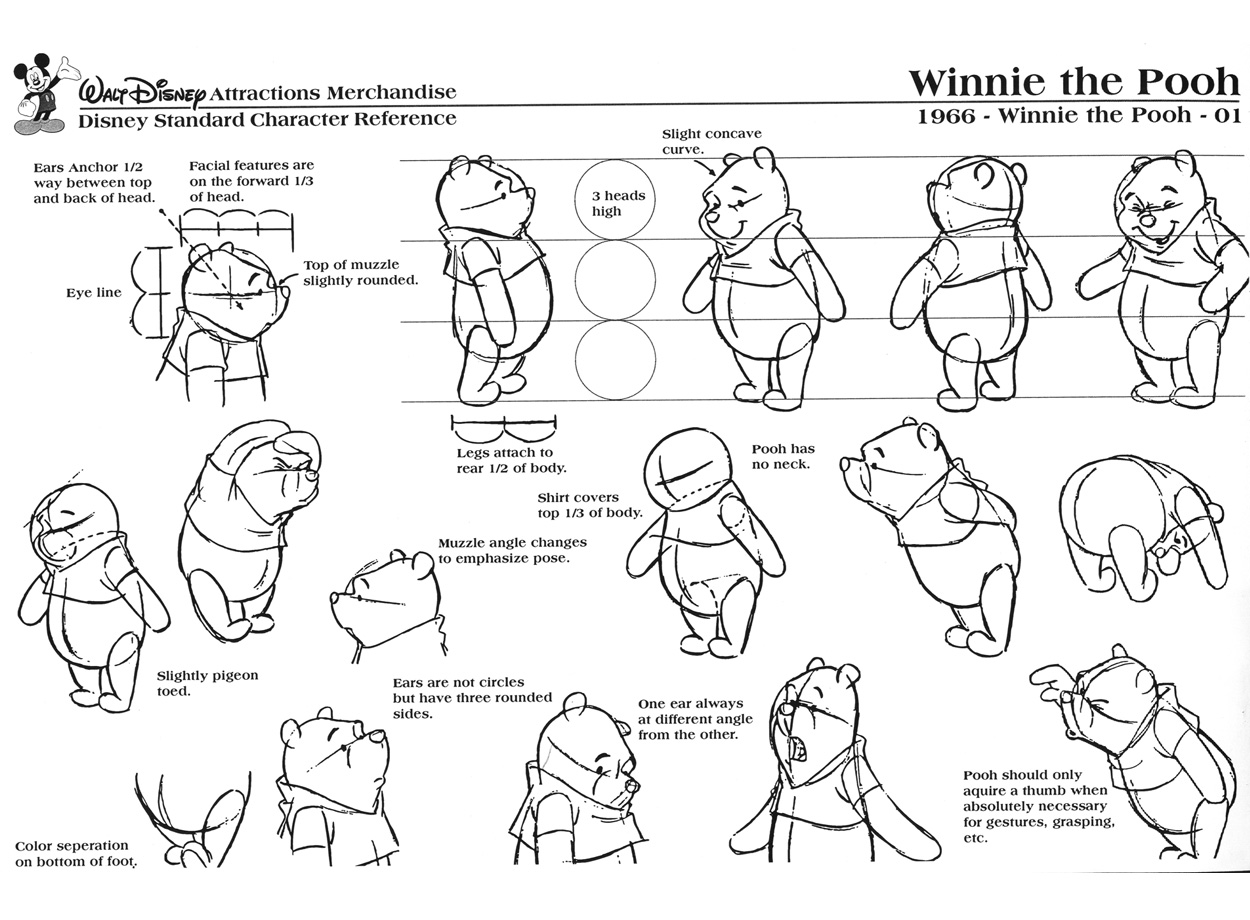 Walt Disney Attractions Merchandise
Disney Standard Character Reference
Winnie the Pooh
1966 - Winnie the Pooh - 01
Ears Anchor 1/2
way between top
and back of head.
Facial features are
on the forward 1/3
of head.
Slight concave
curve.
3 heads
high
Eye line
Top of muzzle
slightly rounded.
Legs attach to
rear 1/2 of body.
Pooh has
no neck.
Shirt covers
top 1/3 of body.
Muzzle angle changes
to emphasize pose.
Slightly pigeon
toed.
Ears are not circles
but have three rounded
sides.
One ear always
at different angle
from the other.
Pooh should only
aquire a thumb when
absolutely necessary
for gestures, grasping,
etc.
Color seperation
on bottom of foot.